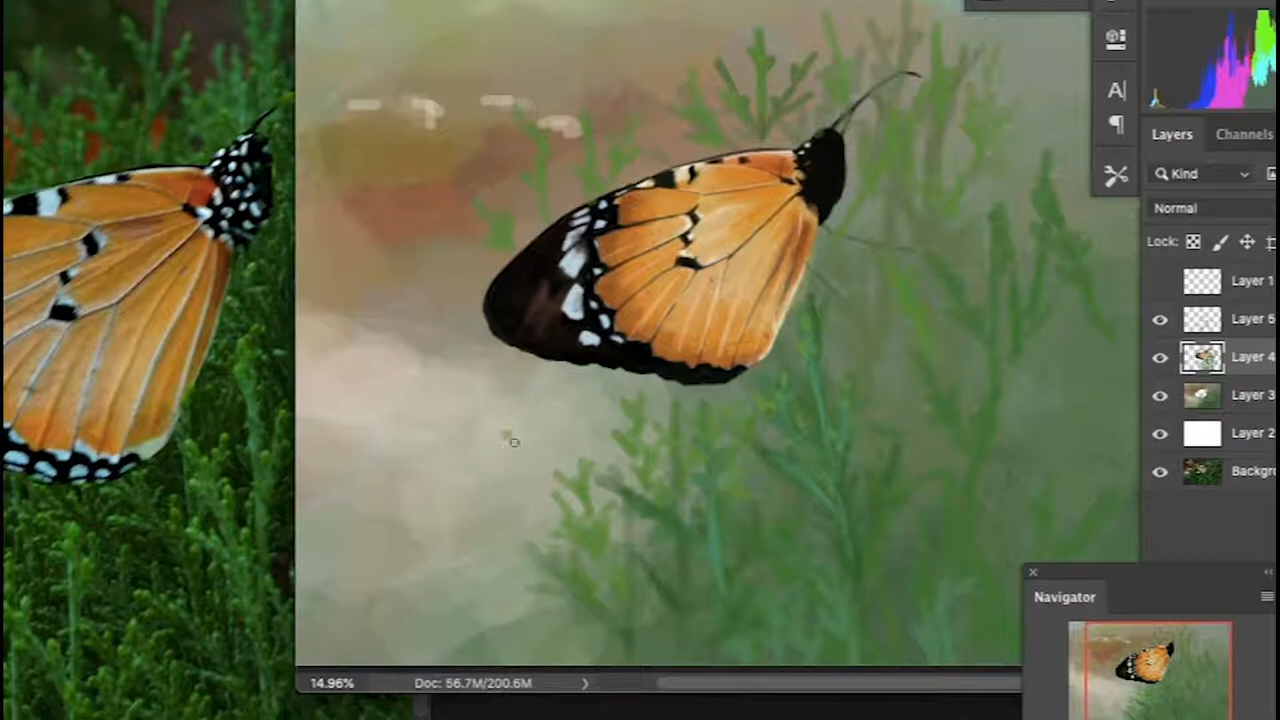 A|
Layers
Channels
Kind
Normal
Lock:
Layer 1
Layer 5
Layer 4
Layer 3
Layer 2
Backgro
Navigator
14.96%
Doc: 56.7M/200.6M